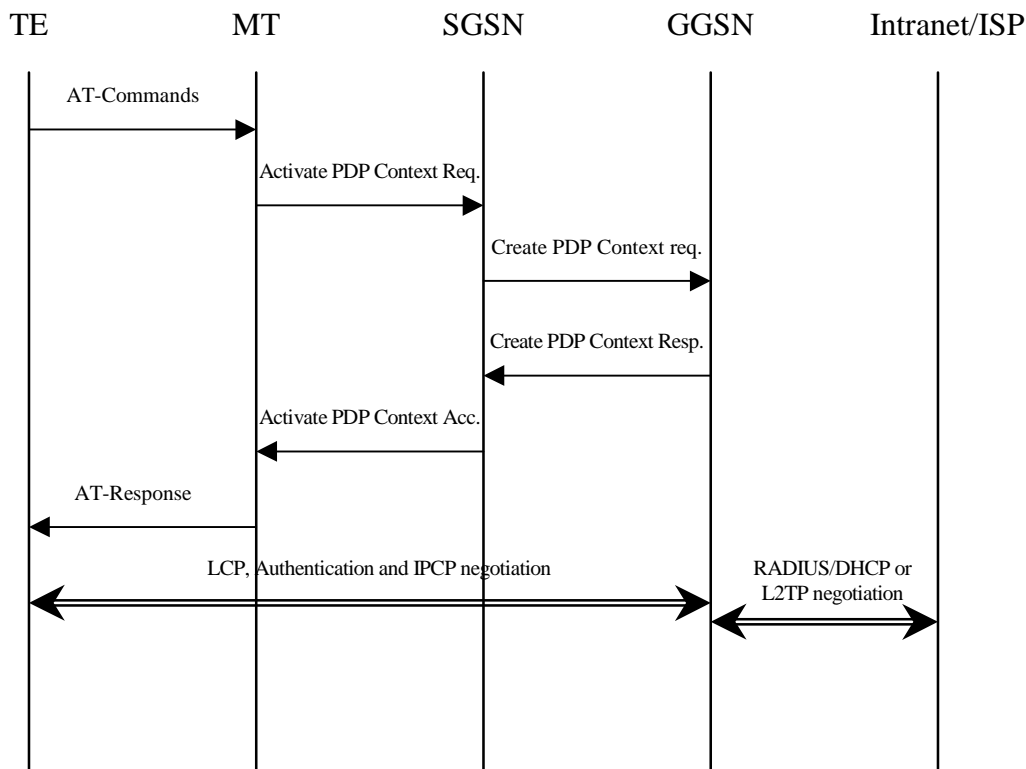 TE MT SGSN GGSN Intranet/ISP
AT-Commands
Activate PDP Context Req.
Create PDP Context req.
Create PDP Context Resp.
Activate PDP Context Acc.
AT-Response
LCP, Authentication and IPCP negotiation
RADIUS/DHCP or
L2TP negotiation